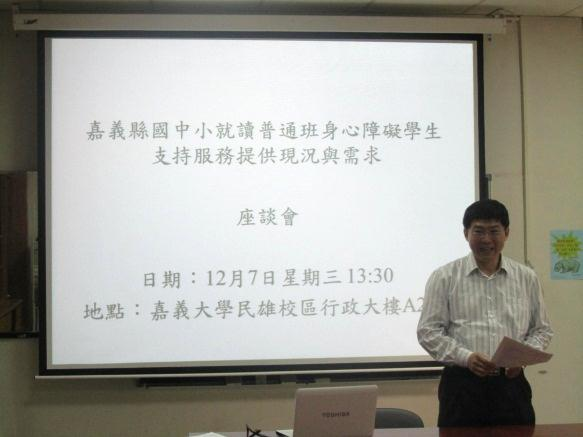 嘉義縣國中小就讀普通班身心障礙學生
支持服務提供現況與需求
座談會
日期：12月7日星期三 13:30
地點：嘉義大學民雄校區行政大樓A2
TOSHIBA